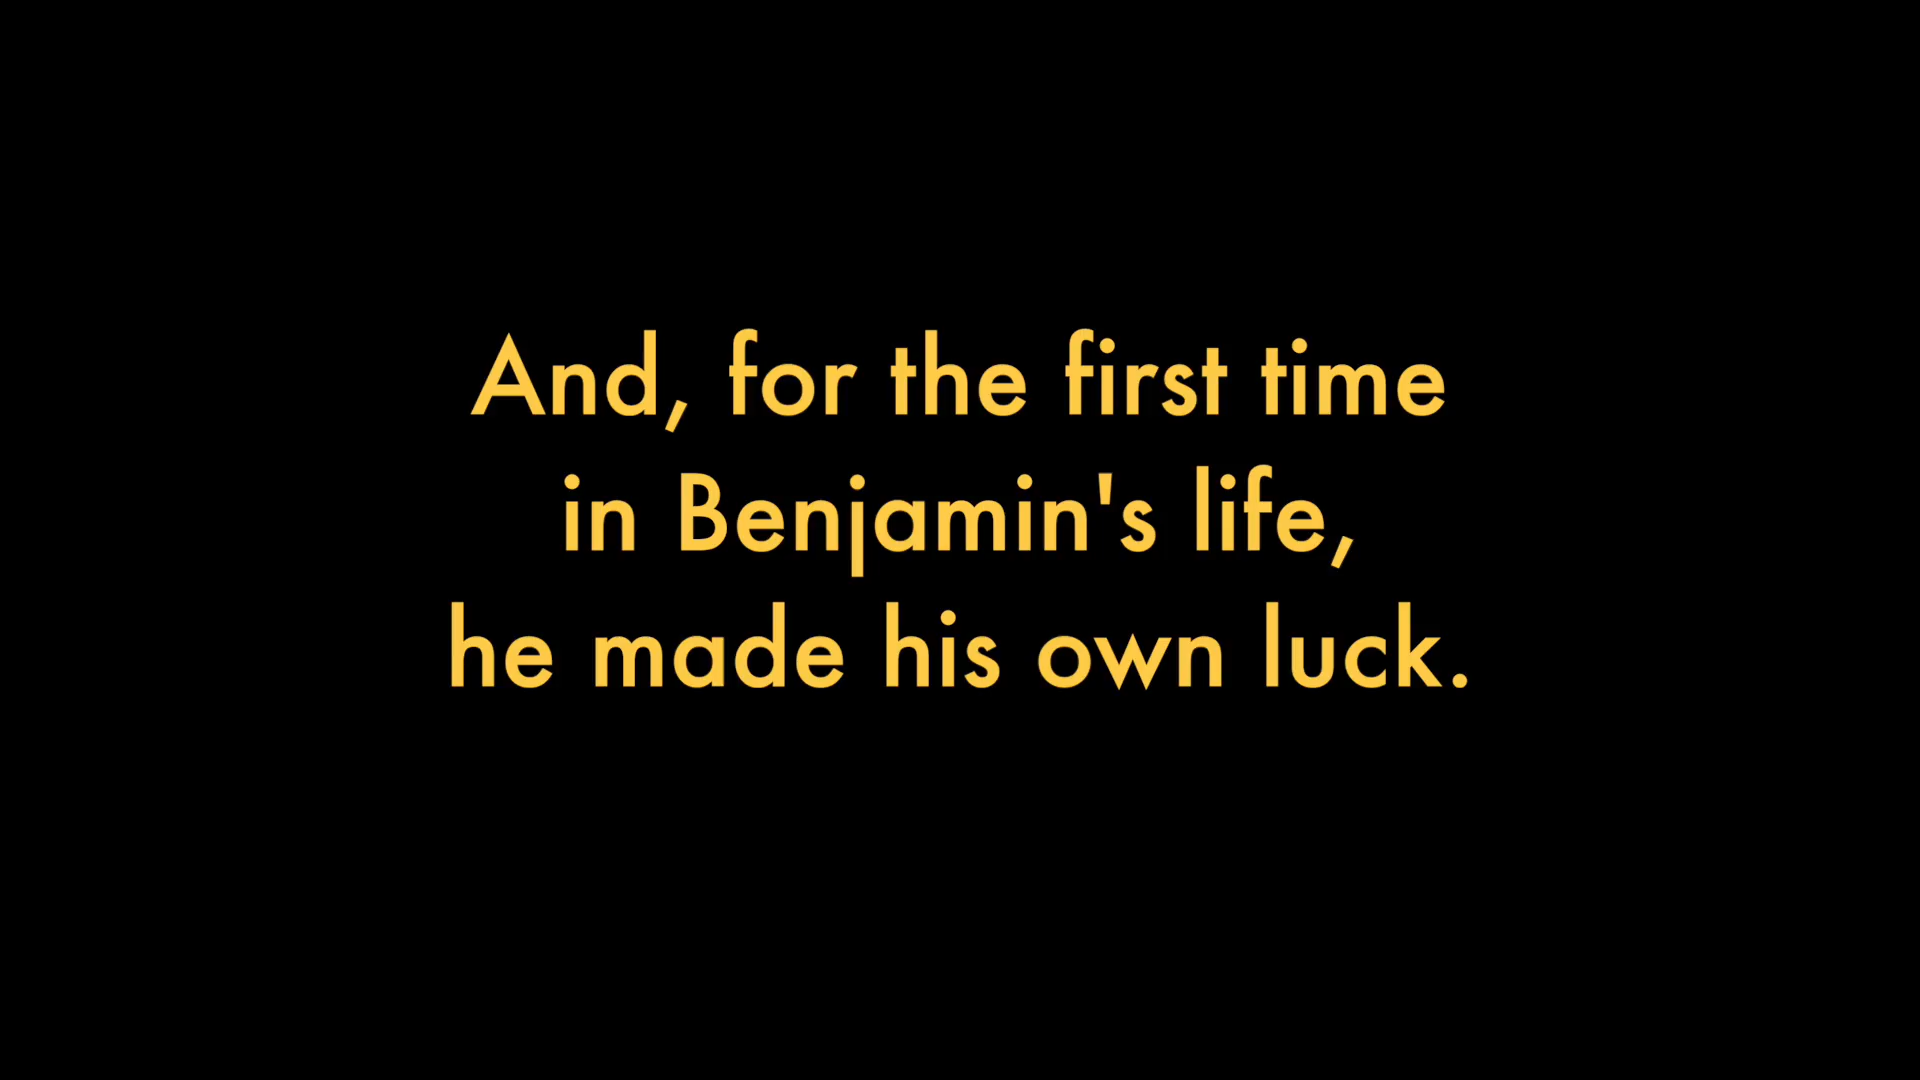 And, for the first time
in Benjamin's life,
he made his own luck.